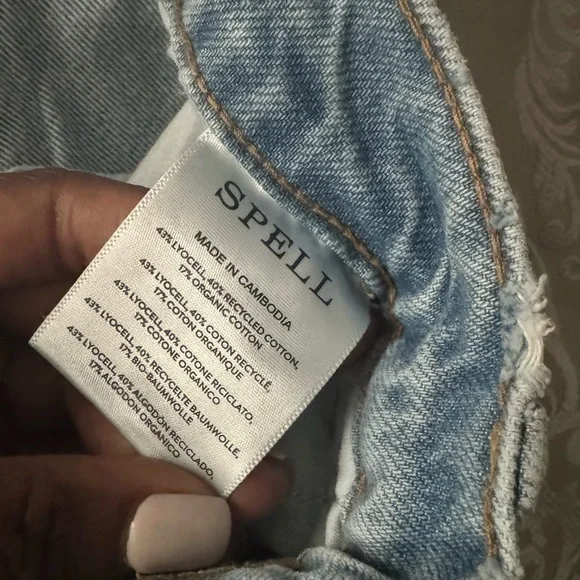 SPELL
MADE IN CAMBODIA
43% LYOCELL, 40% RECYCLED COTTON,
17% ORGANIC COTTON
43% LYOCELL, 40% COTON RECYCLÉ,
17% COTON ORGANIQUE
43% LYOCELL, 40% COTONE RICICLATO,
17% COTONE ORGANICO
43% LYOCELL, 40% RECYCELTE BAUMWOLLE,
17% BIO-BAUMWOLLE
43% LYOCELL, 40% ALGODÓN RECICLADO,
17% ALGODÓN ORGÁNICO